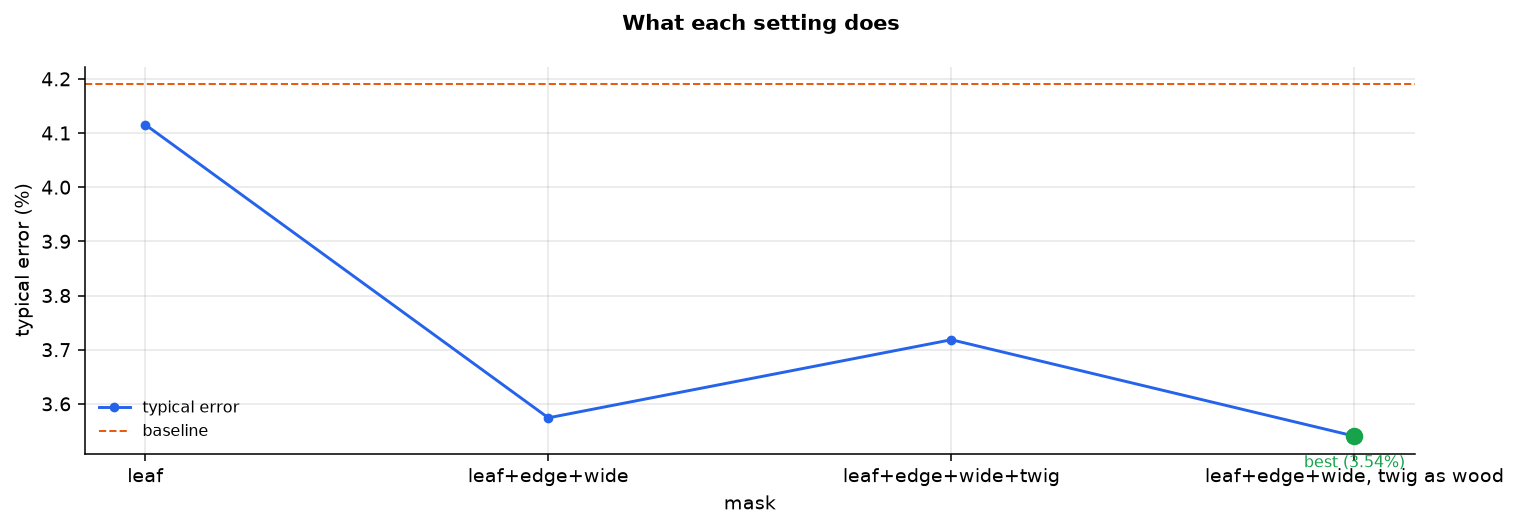 What each setting does
4.2
4.1
4.0
3.9
3.8
3.7
3.6
typical error (%)
typical error
baseline
best (3.54%)
leaf
leaf+edge+wide
leaf+edge+wide+twig
leaf+edge+wide, twig as wood
mask